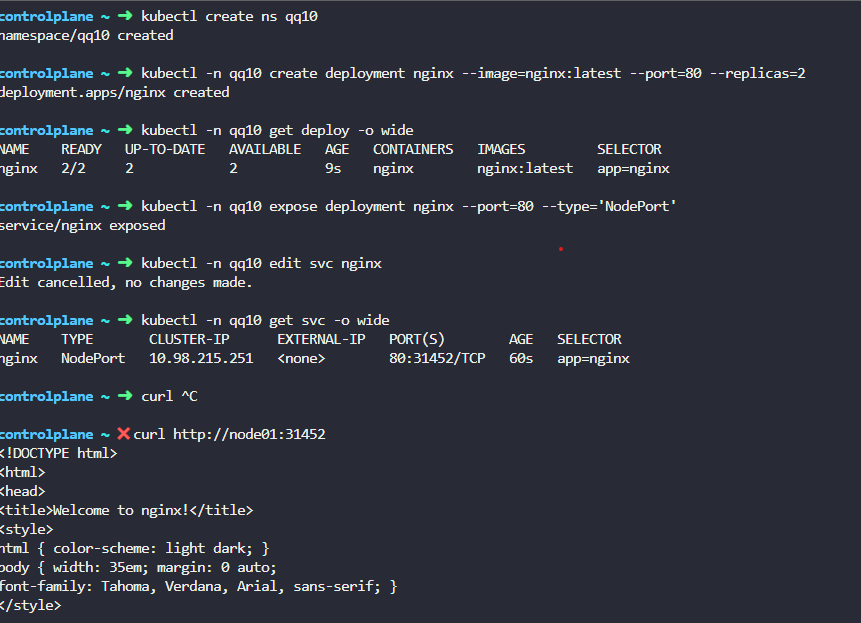 controlplane ~ ➜ kubectl create ns qq10
namespace/qq10 created
controlplane ~ ➜ kubectl -n qq10 create deployment nginx --image=nginx:latest --port=80 --replicas=2
deployment.apps/nginx created
controlplane ~ ➜ kubectl -n qq10 get deploy -o wide
NAME READY UP-TO-DATE AVAILABLE AGE CONTAINERS IMAGES SELECTOR
nginx 2/2 2 2 9s nginx nginx:latest app=nginx
controlplane ~ ➜ kubectl -n qq10 expose deployment nginx --port=80 --type='NodePort'
service/nginx exposed
controlplane ~ ➜ kubectl -n qq10 edit svc nginx
Edit cancelled, no changes made.
controlplane ~ ➜ kubectl -n qq10 get svc -o wide
NAME TYPE CLUSTER-IP EXTERNAL-IP PORT(S) AGE SELECTOR
nginx NodePort 10.98.215.251 <none> 80:31452/TCP 60s app=nginx
controlplane ~ ➜ curl ^C
controlplane ~ ✖ curl http://node01:31452
<!DOCTYPE html>
<html>
<head>
<title>Welcome to nginx!</title>
<style>
html { color-scheme: light dark; }
body { width: 35em; margin: 0 auto;
font-family: Tahoma, Verdana, Arial, sans-serif; }
</style>